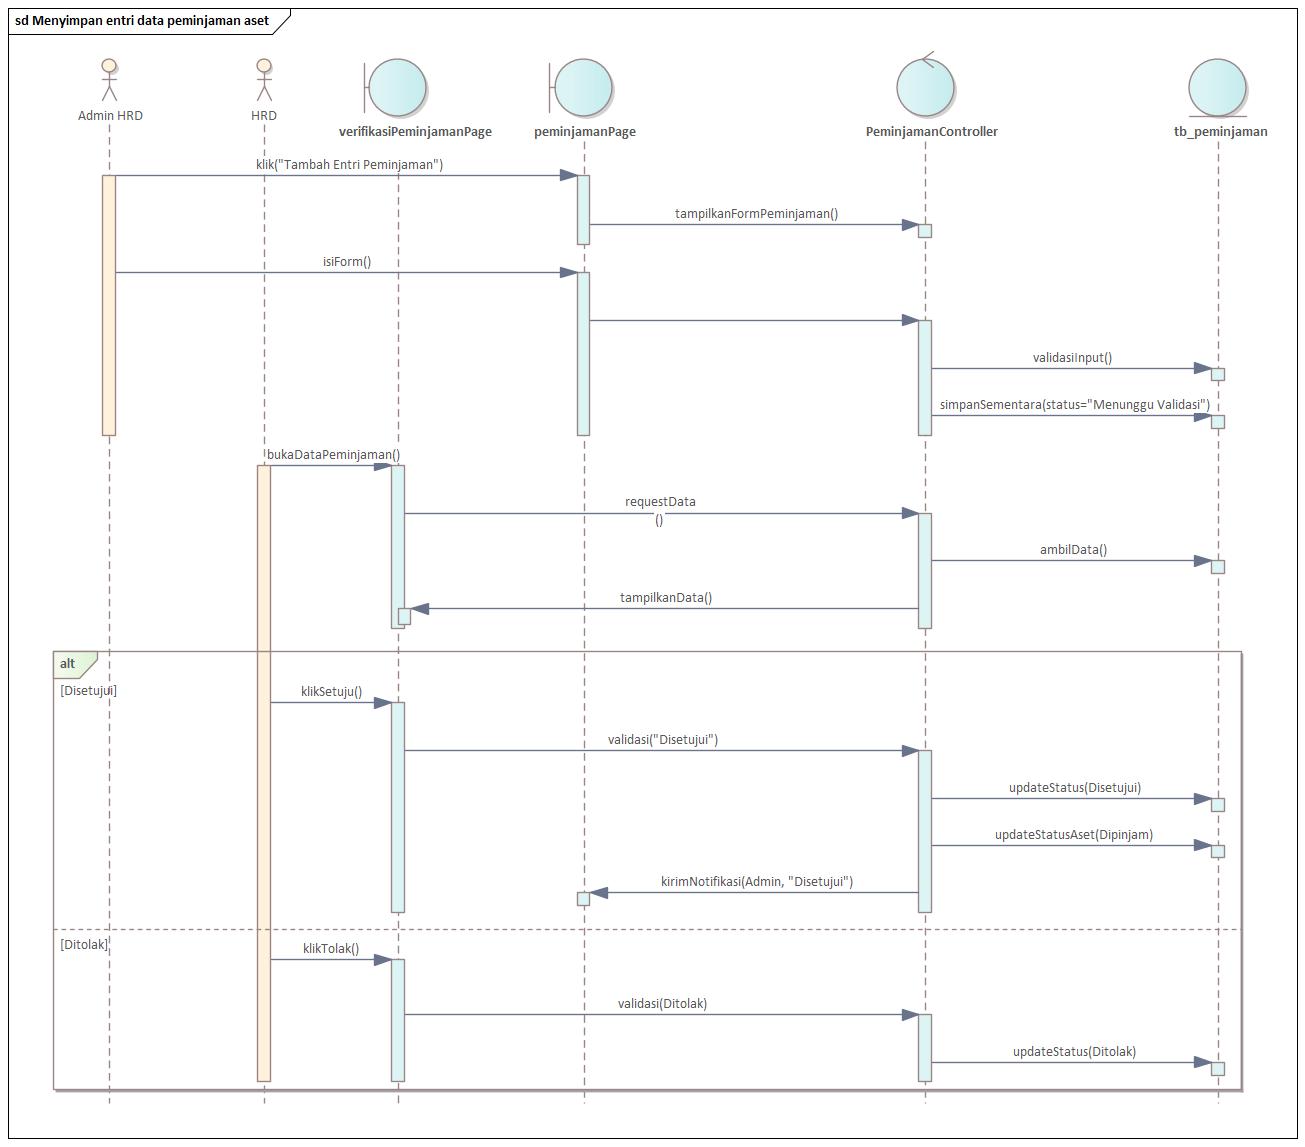 sd Menyimpan entri data peminjaman aset
Admin HRD
HRD
verifikasiPeminjamanPage
peminjamanPage
PeminjamanController
tb_peminjaman
klik("Tambah Entri Peminjaman")
tampilkanFormPeminjaman()
isiForm()
validasiInput()
simpanSementara(status="Menunggu Validasi")
bukaDataPeminjaman()
requestData
()
ambilData()
tampilkanData()
alt
[Disetujui]
klikSetuju()
validasi("Disetujui")
updateStatus(Disetujui)
updateStatusAset(Dipinjam)
kirimNotifikasi(Admin, "Disetujui")
[Ditolak]
klikTolak()
validasi(Ditolak)
updateStatus(Ditolak)